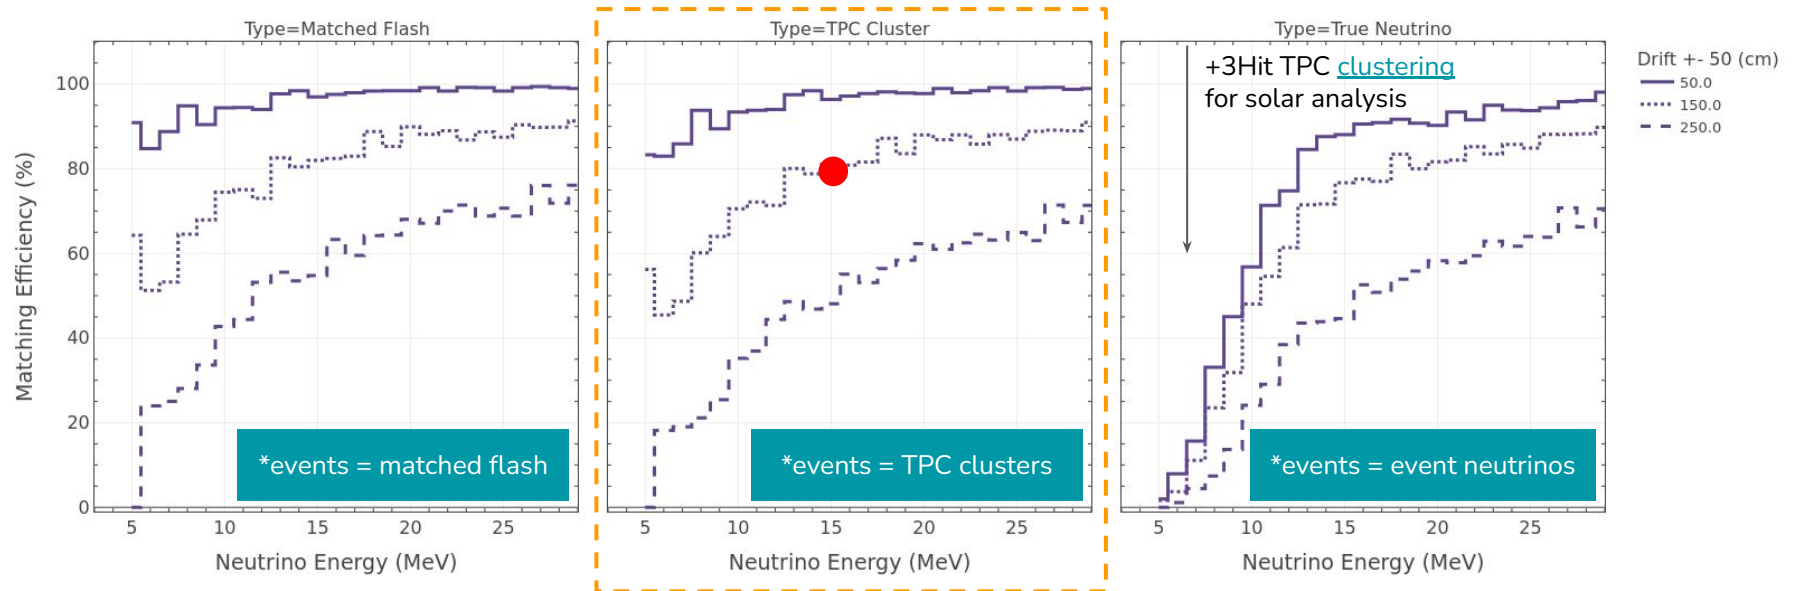 Type=Matched Flash
Type=TPC Cluster
Type=True Neutrino
+3Hit TPC clustering
for solar analysis
Drift +- 50 (cm)
50.0
150.0
250.0
Matching Efficiency (%)
100
80
60
40
20
0
*events = matched flash
*events = TPC clusters
*events = event neutrinos
5 10 15 20 25
5 10 15 20 25
5 10 15 20 25
Neutrino Energy (MeV)
Neutrino Energy (MeV)
Neutrino Energy (MeV)